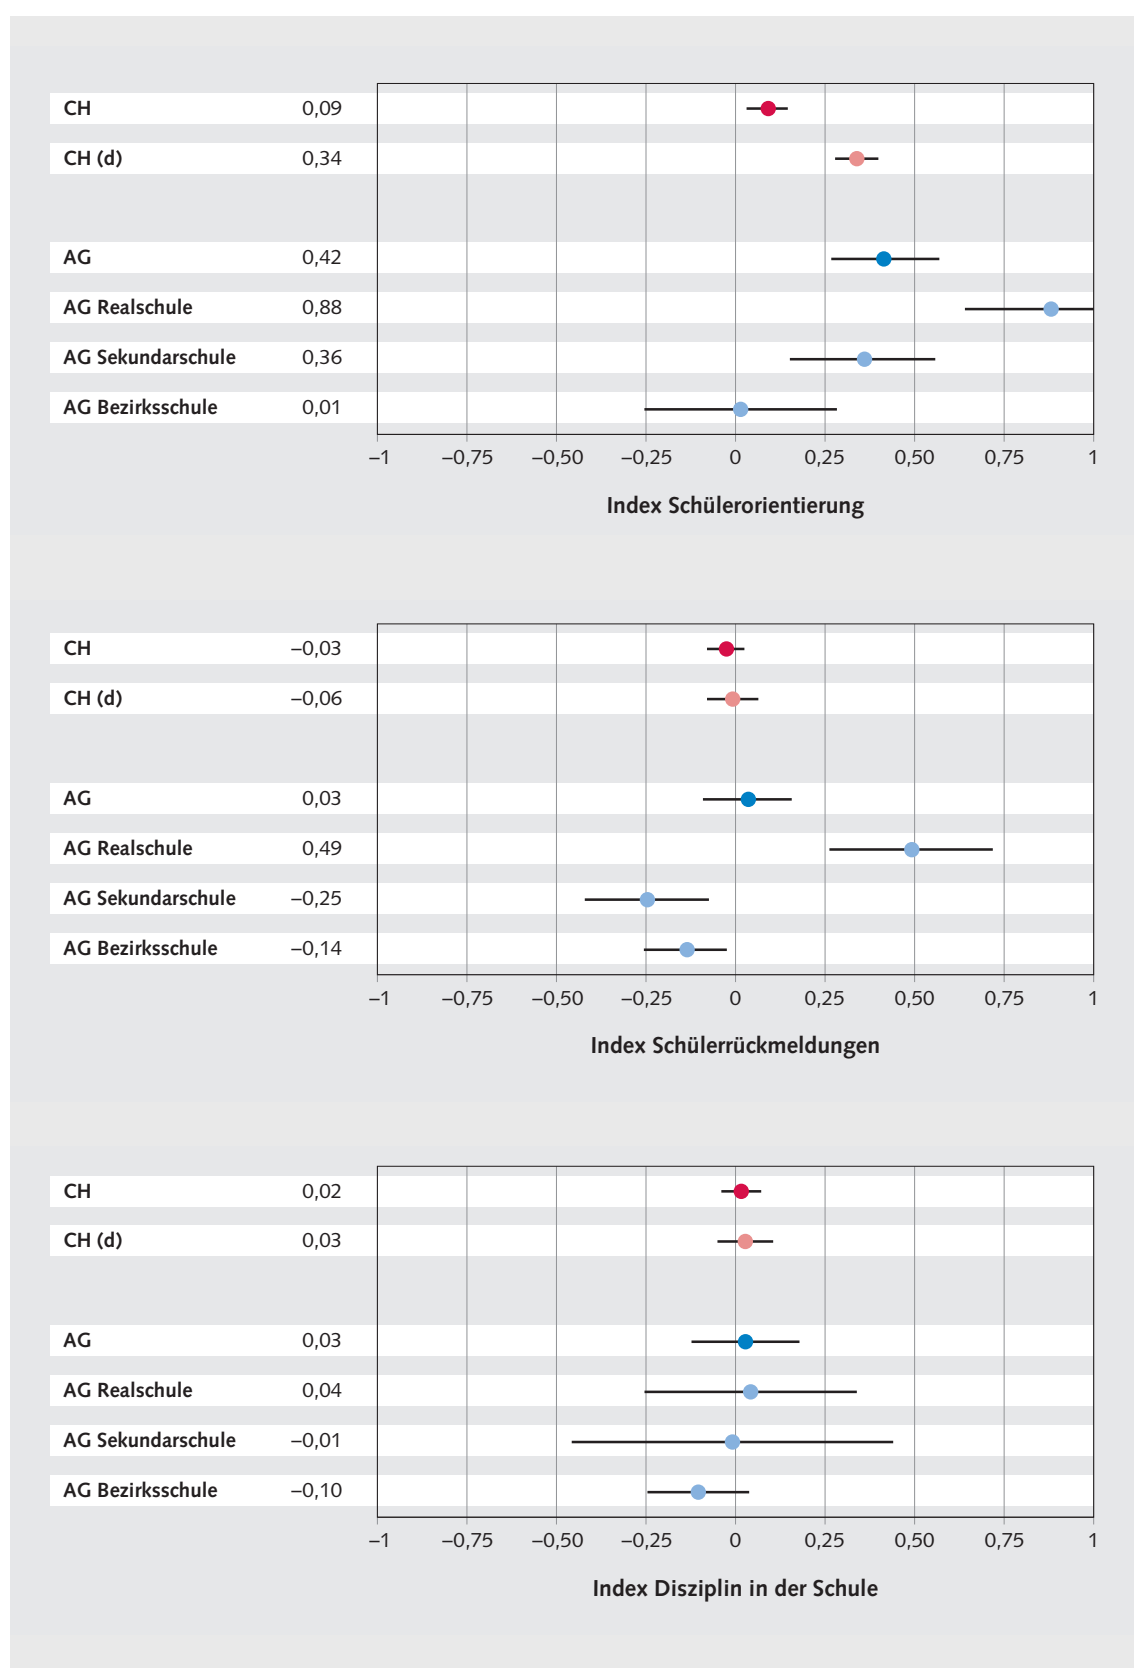 CH 0,09
CH (d) 0,34
AG 0,42
AG Realschule 0,88
AG Sekundarschule 0,36
AG Bezirksschule 0,01
–1 –0,75 –0,50 –0,25 0 0,25 0,50 0,75 1
Index Schülerorientierung
CH –0,03
CH (d) –0,06
AG 0,03
AG Realschule 0,49
AG Sekundarschule –0,25
AG Bezirksschule –0,14
–1 –0,75 –0,50 –0,25 0 0,25 0,50 0,75 1
Index Schülerrückmeldungen
CH 0,02
CH (d) 0,03
AG 0,03
AG Realschule 0,04
AG Sekundarschule –0,01
AG Bezirksschule –0,10
–1 –0,75 –0,50 –0,25 0 0,25 0,50 0,75 1
Index Disziplin in der Schule